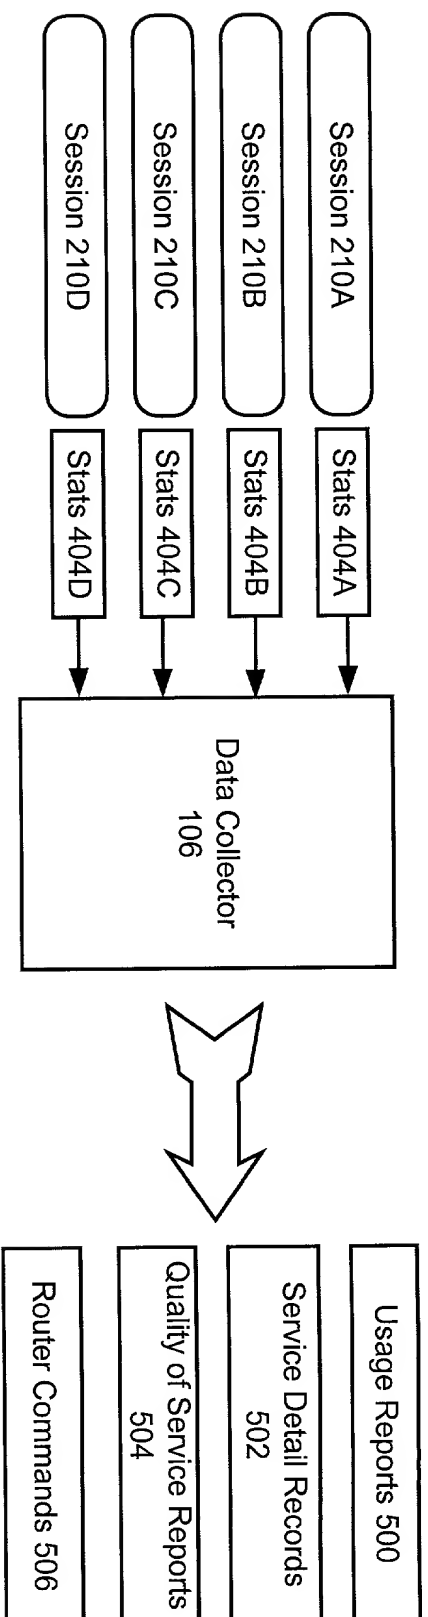 Session 210A
Session 210B
Session 210C
Session 210D
Stats 404A
Stats 404B
Stats 404C
Stats 404D
Data Collector
106
Usage Reports 500
Service Detail Records
502
Quality of Service Reports
504
Router Commands 506